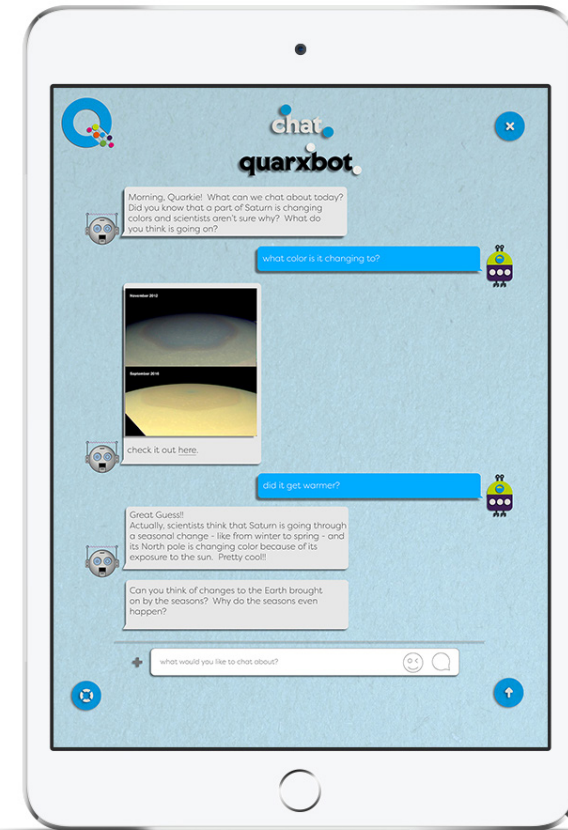 chat
quarxbot
Morning, Quarkie! What can we chat about today?
Did you know that a part of Saturn is changing
colors and scientists aren't sure why? What do
you think is going on?
what color is it changing to?
November 2012
September 2016
check it out here.
did it get warmer?
Great Guess!!
Actually, scientists think that Saturn is going through
a seasonal change - like from winter to spring - and
its North pole is changing color because of its
exposure to the sun. Pretty cool!!
Can you think of changes to the Earth brought
on by the seasons? Why do the seasons even
happen?
what would you like to chat about?